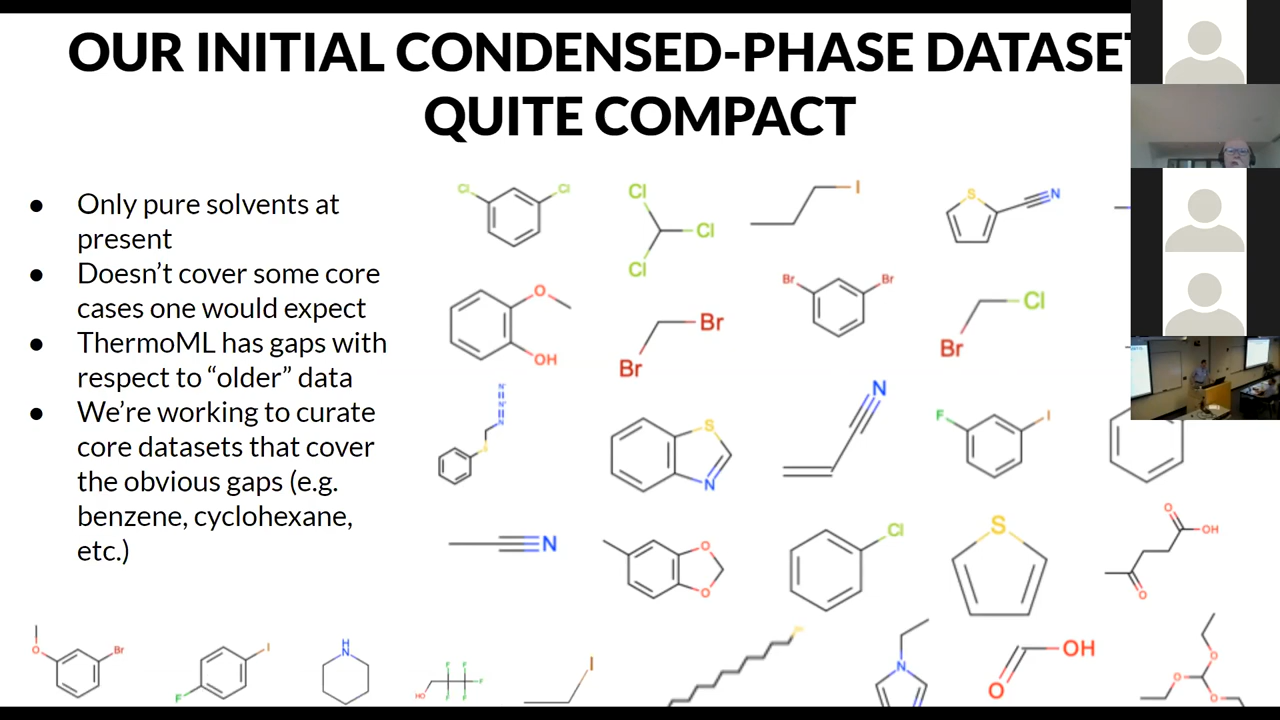 OUR INITIAL CONDENSED-PHASE DATASET
QUITE COMPACT
● Only pure solvents at
present
● Doesn't cover some core
cases one would expect
● ThermoML has gaps with
respect to “older” data
● We're working to curate
core datasets that cover
the obvious gaps (e.g.
benzene, cyclohexane,
etc.)
Cl Cl
Cl
Cl
Cl
I
S
N
O
OH
Br
Br
Br Br
Cl
Br
N⁻
N⁺
N
S
S
N
N
F
I
N
O
O
Cl
S
O
OH
O
O
Br
F
I
H
N
HO
F
F
F
F
F
I
S
N
O
OH
O
O
O